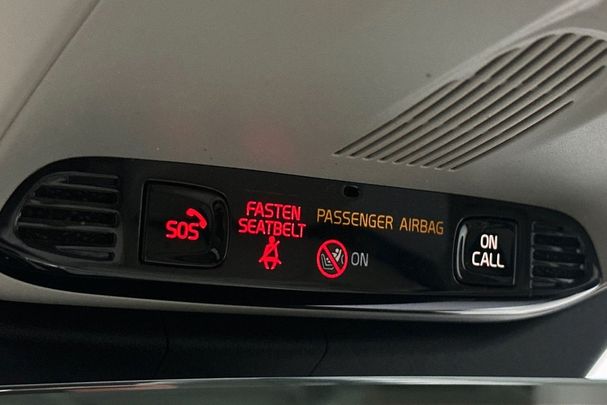 SOS
FASTEN
SEATBELT
PASSENGER AIRBAG
ON
ON
CALL